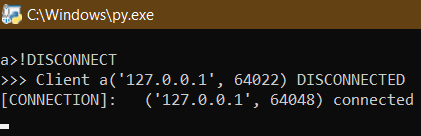 C:\Windows\py.exe
a>!DISCONNECT
>>> Client a('127.0.0.1', 64022) DISCONNECTED
[CONNECTION]:   ('127.0.0.1', 64048) connected